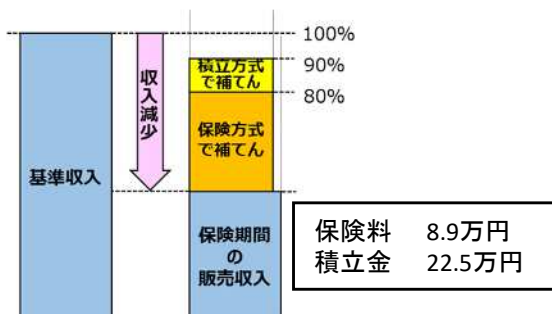 100%
90%
80%
収入減少
積立方式
で補てん
保険方式
で補てん
基準収入
保険期間
の
販売収入
保険料 8.9万円
積立金 22.5万円